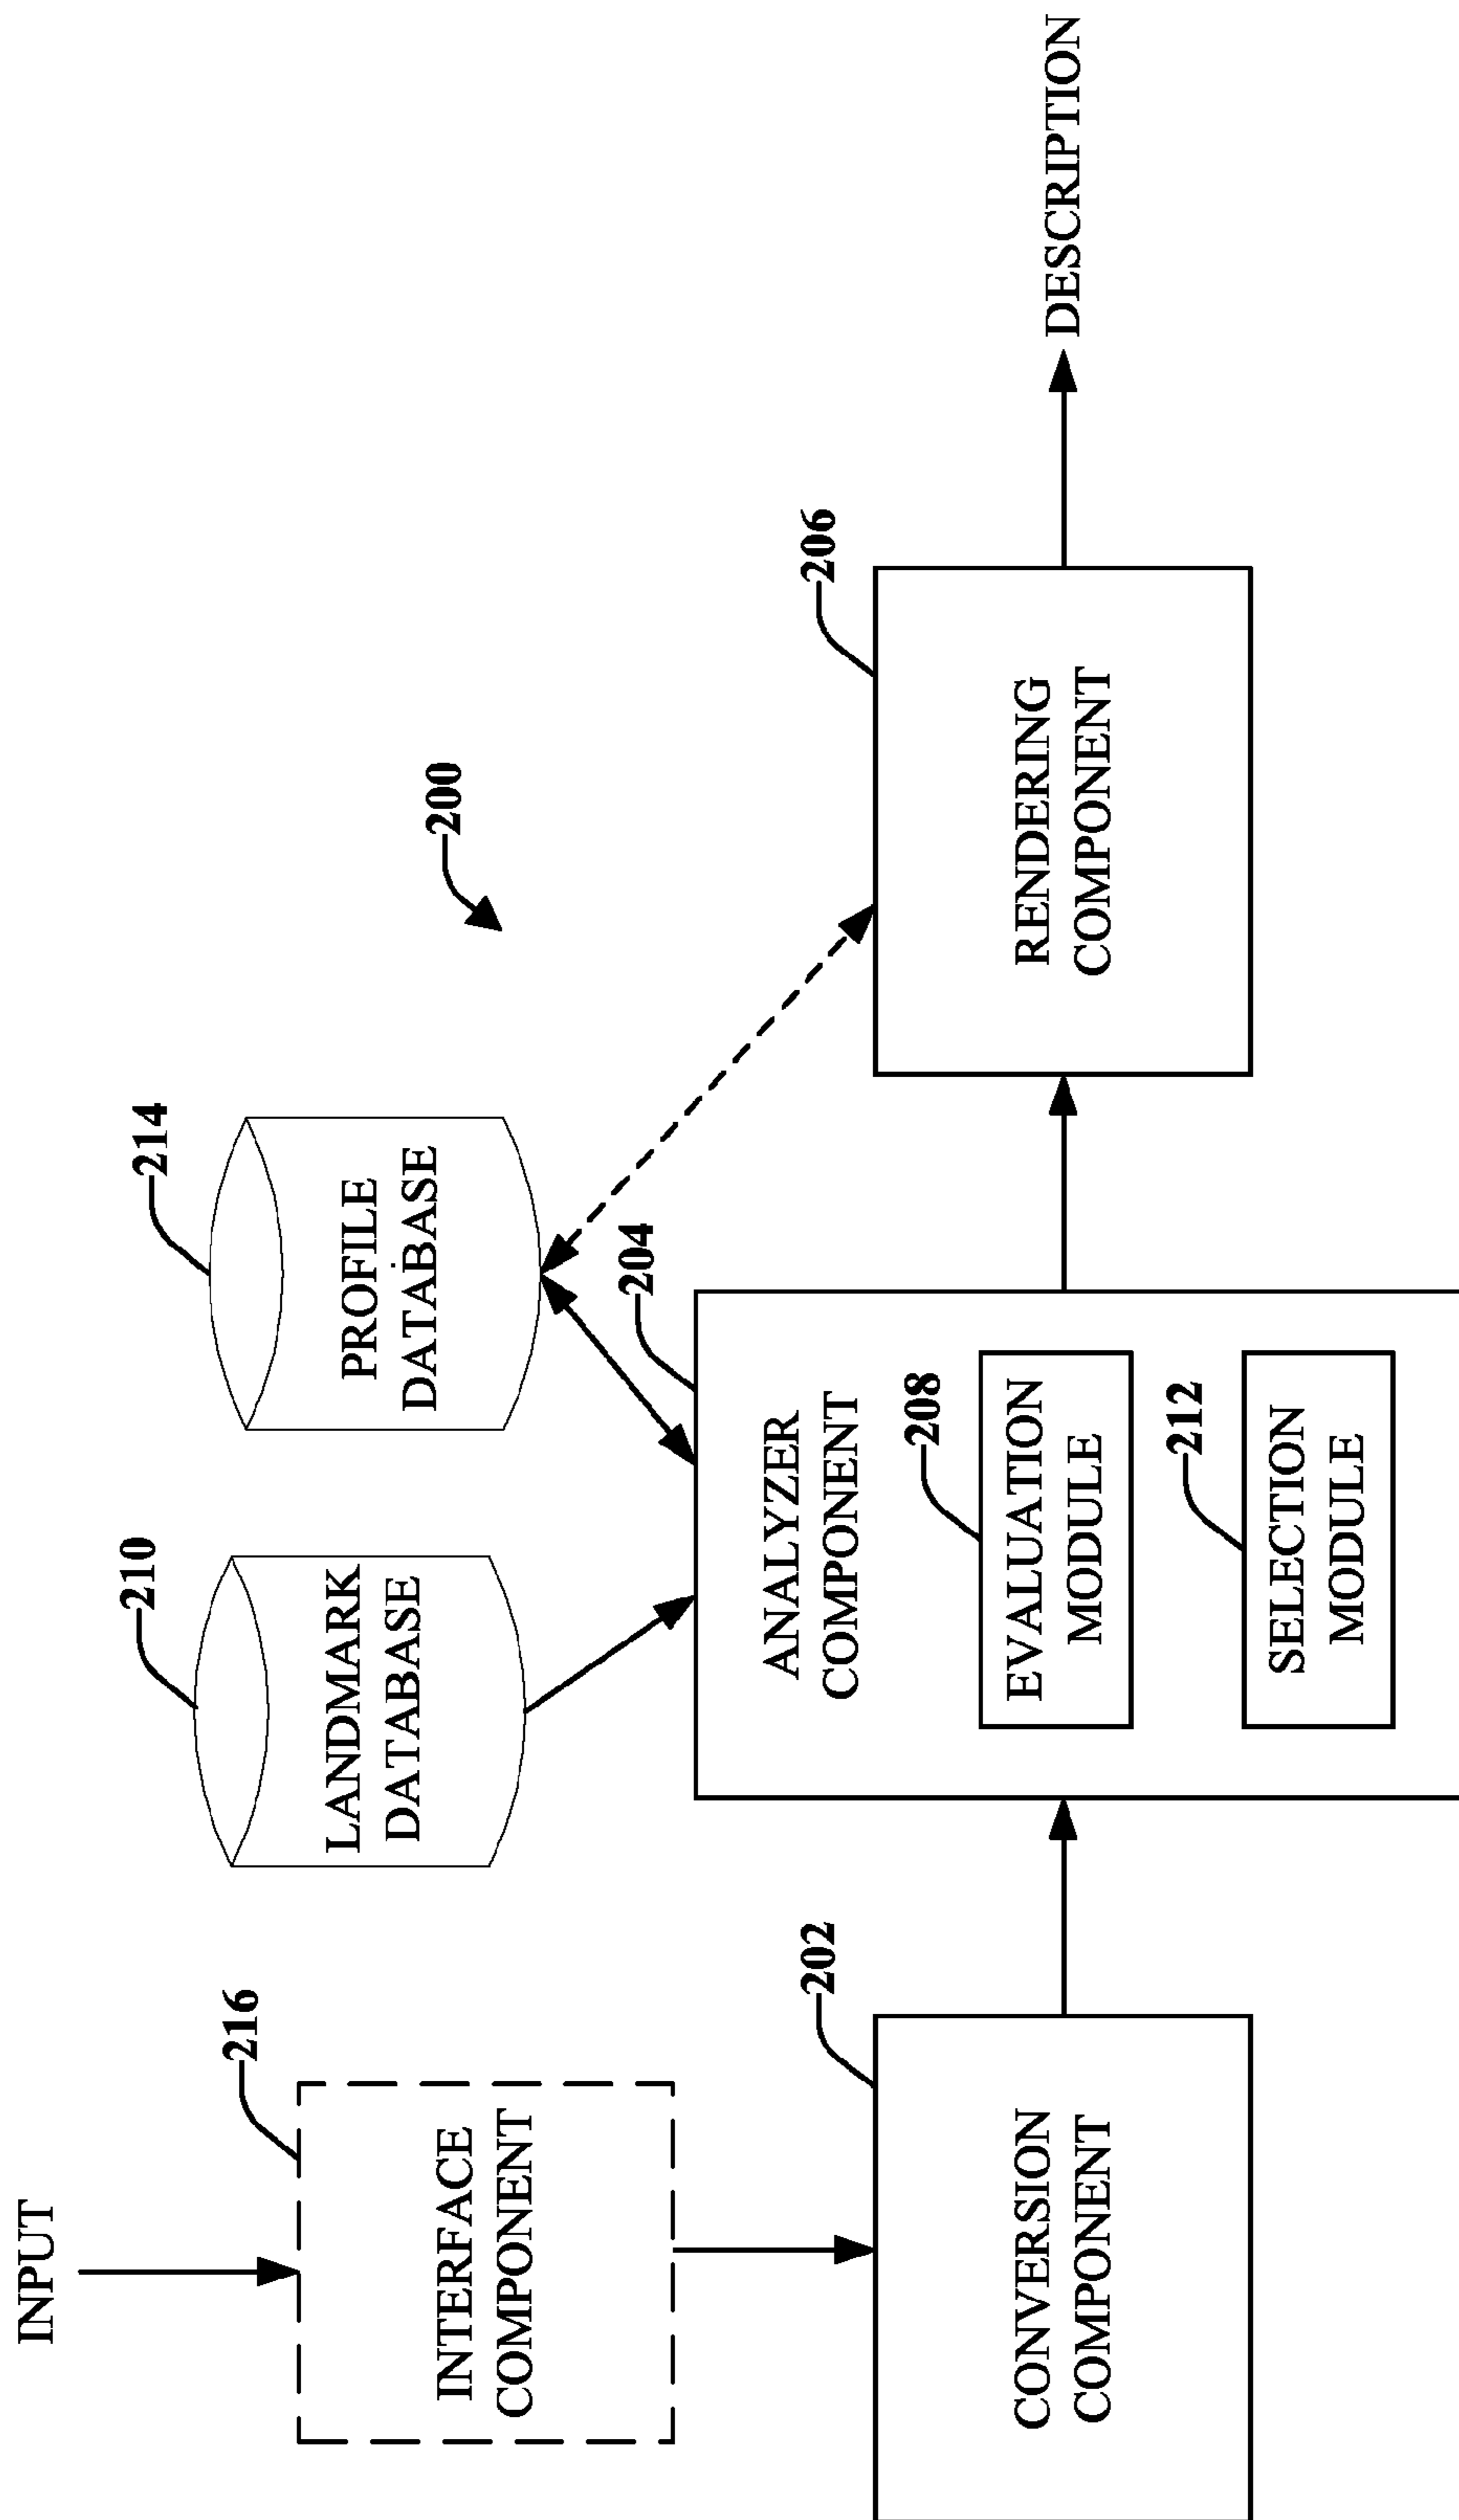 INPUT
216
INTERFACE
COMPONENT
210
LANDMARK
DATABASE
214
PROFILE
DATABASE
200
202
CONVERSION
COMPONENT
204
ANALYZER
COMPONENT
208
EVALUATION
MODULE
212
SELECTION
MODULE
206
RENDERING
COMPONENT
DESCRIPTION